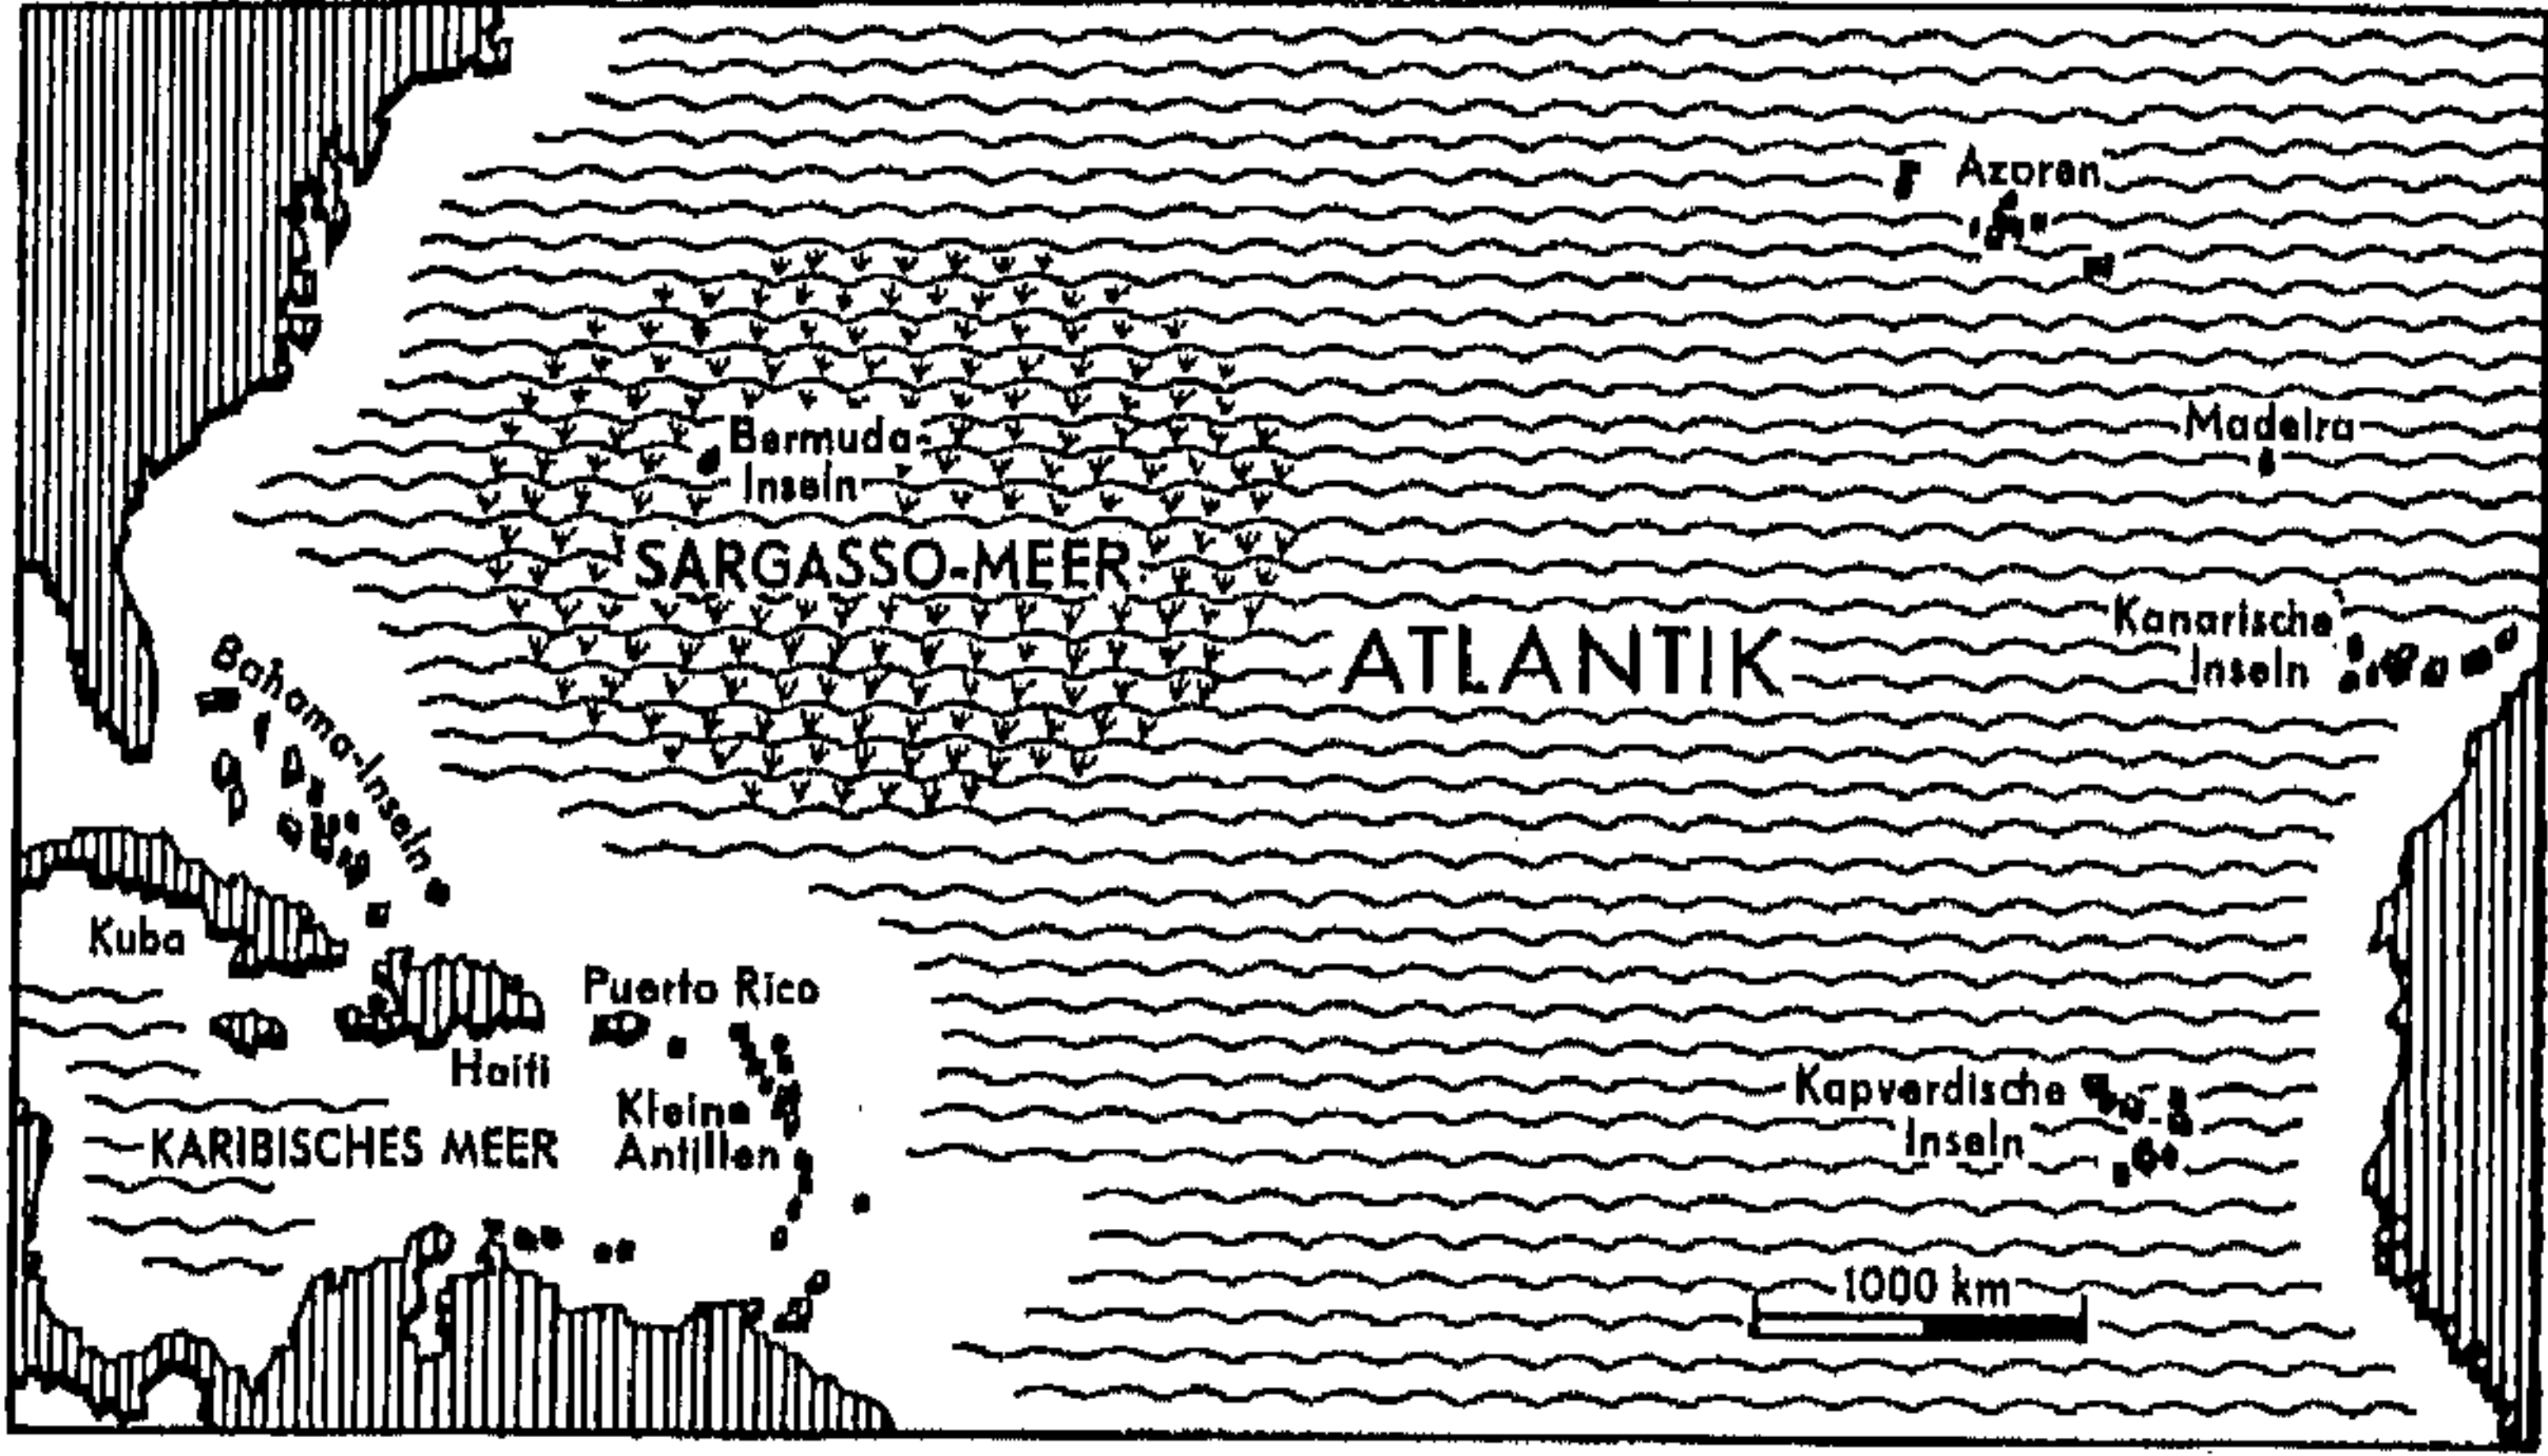 Azoren
Bermuda-
Inseln
Madeira
SARGASSO-MEER
ATLANTIK
Kanarische
Inseln
Bahama-Inseln
Kuba
Puerto Rico
Haiti
Kleine
Antillen
KARIBISCHES MEER
Kapverdische
Inseln
1000 km